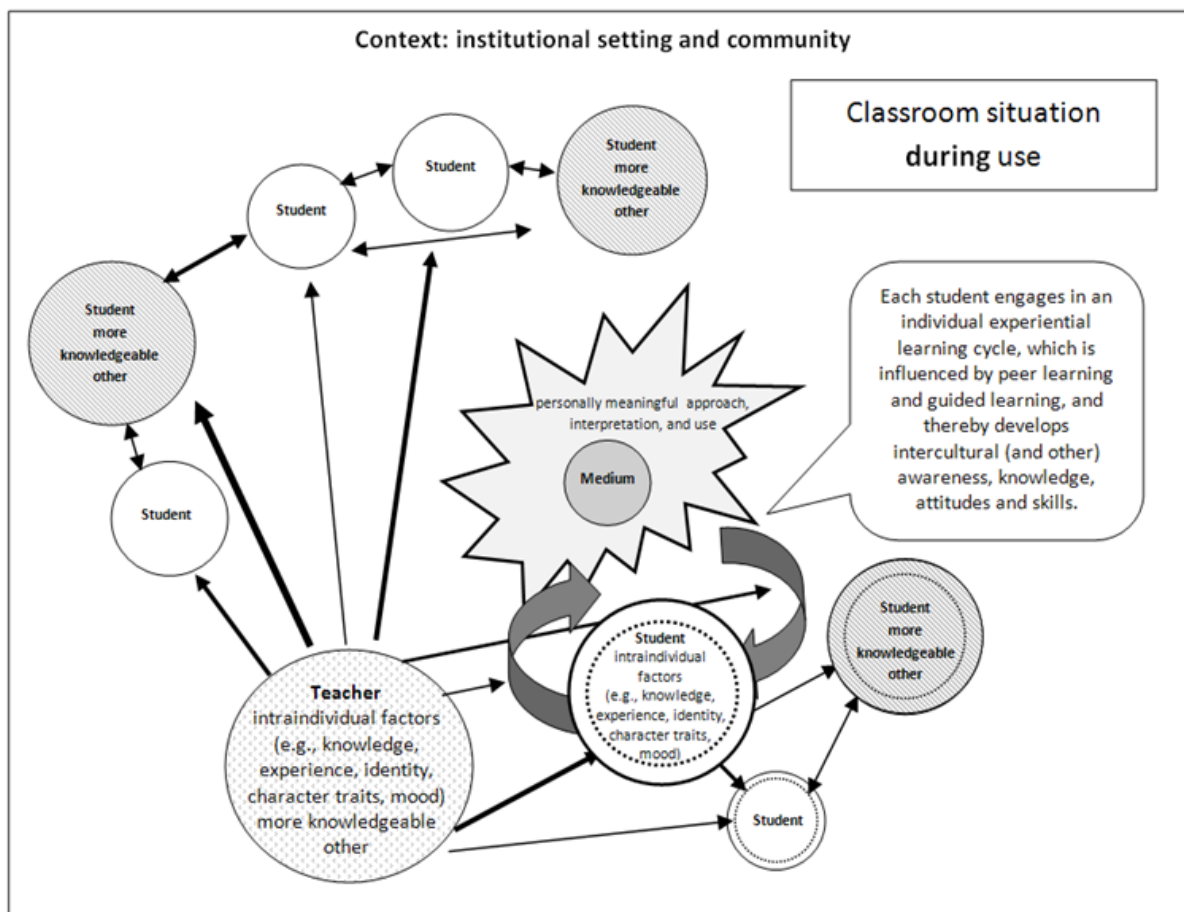 Context: institutional setting and community
Classroom situation
during use
Student
more
knowledgeable
other
Student
Student
Student
more
knowledgeable
other
Student
Each student engages in an
individual experiential
learning cycle, which is
influenced by peer learning
and guided learning, and
thereby develops
intercultural (and other)
awareness, knowledge,
attitudes and skills.
personally meaningful approach,
interpretation, and use
Medium
Student
more
knowledgeable
other
Student
intraindividual
factors
(e.g., knowledge,
experience, identity,
character traits,
mood)
Teacher
intraindividual factors
(e.g., knowledge,
experience, identity,
character traits, mood)
more knowledgeable
other
Student